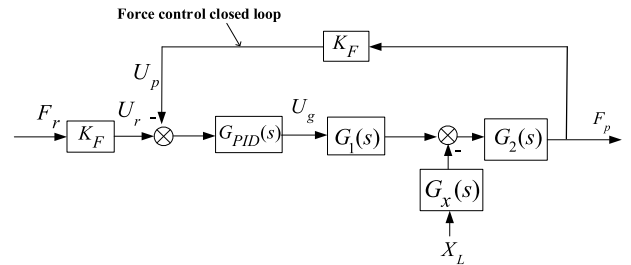 Force control closed loop
K_F
U_p
F_r
K_F
U_r
-
G_PID(s)
U_g
G_1(s)
-
G_2(s)
F_p
G_x(s)
X_L